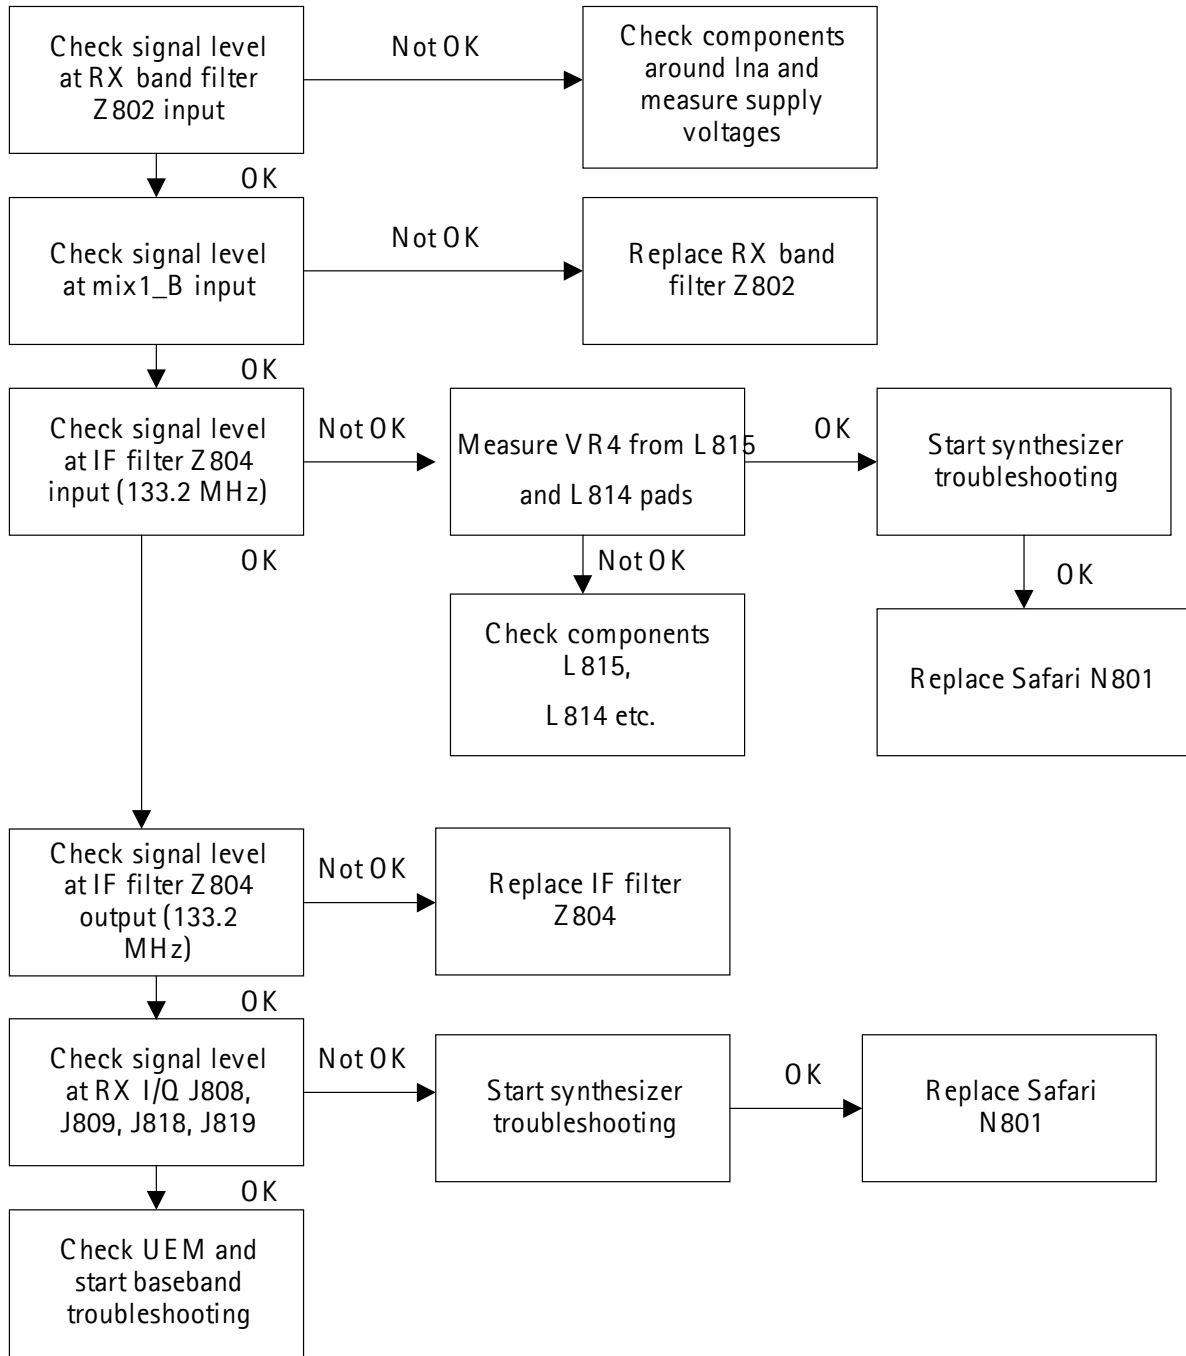 Check signal level
at RX band filter
Z802 input
Not OK
Check components
around lna and
measure supply
voltages
OK
Check signal level
at mix1_B input
Not OK
Replace RX band
filter Z802
OK
Check signal level
at IF filter Z804
input (133.2 MHz)
Not OK
Measure VR4 from L815
and L814 pads
OK
Start synthesizer
troubleshooting
OK
Not OK
OK
Check components
L815,
L814 etc.
Replace Safari N801
Check signal level
at IF filter Z804
output (133.2
MHz)
Not OK
Replace IF filter
Z804
OK
Check signal level
at RX I/Q J808,
J809, J818, J819
Not OK
Start synthesizer
troubleshooting
OK
Replace Safari
N801
OK
Check UEM and
start baseband
troubleshooting